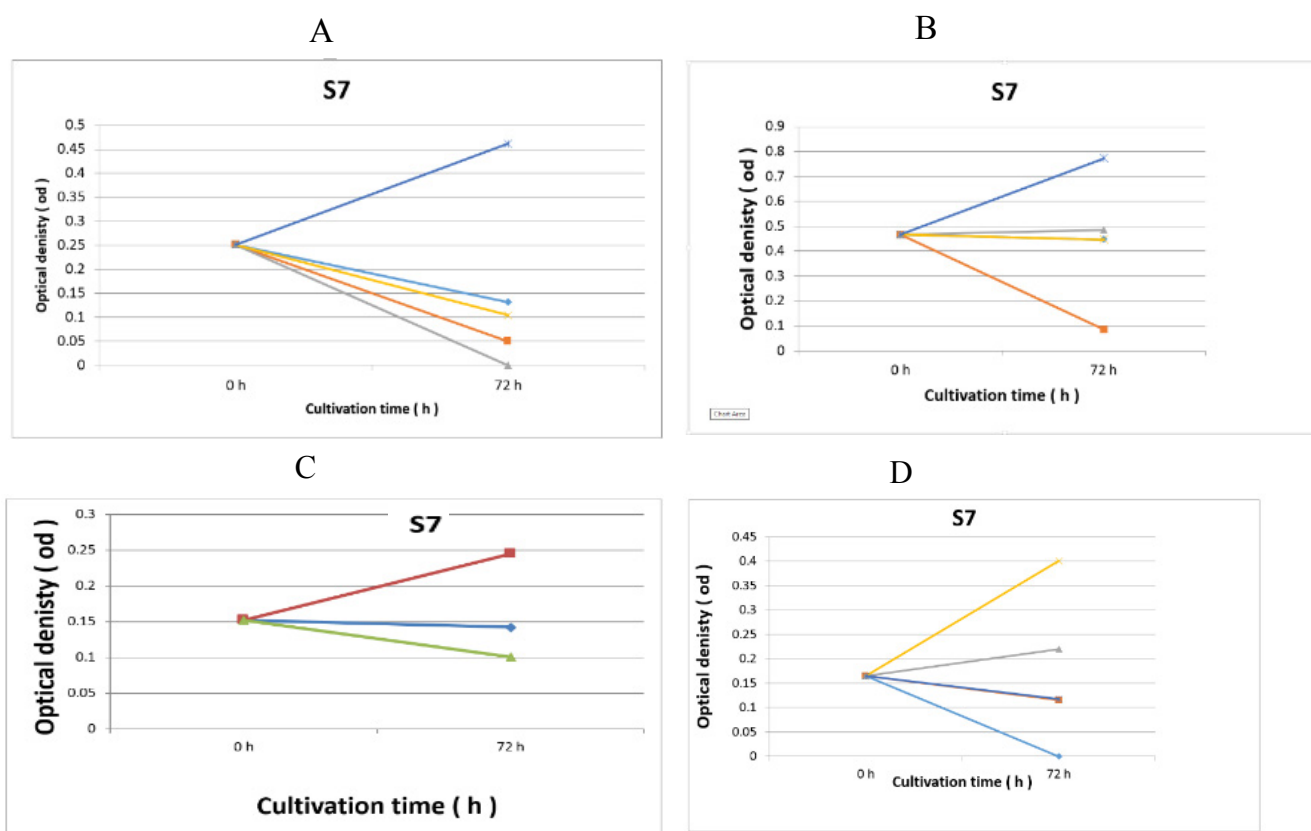 A
S7
0.5
0.45
0.4
0.35
0.3
0.25
0.2
0.15
0.1
0.05
0
Optical denisty ( od )
0 h
72 h
Cultivation time ( h )
B
S7
0.9
0.8
0.7
0.6
0.5
0.4
0.3
0.2
0.1
0
Optical denisty ( od )
0 h
72 h
Cultivation time ( h )
Chart Area
C
S7
0.3
0.25
0.2
0.15
0.1
0.05
0
Optical denisty ( od )
0 h
72 h
Cultivation time ( h )
D
S7
0.45
0.4
0.35
0.3
0.25
0.2
0.15
0.1
0.05
0
Optical denisty ( od )
0 h
72 h
Cultivation time ( h )